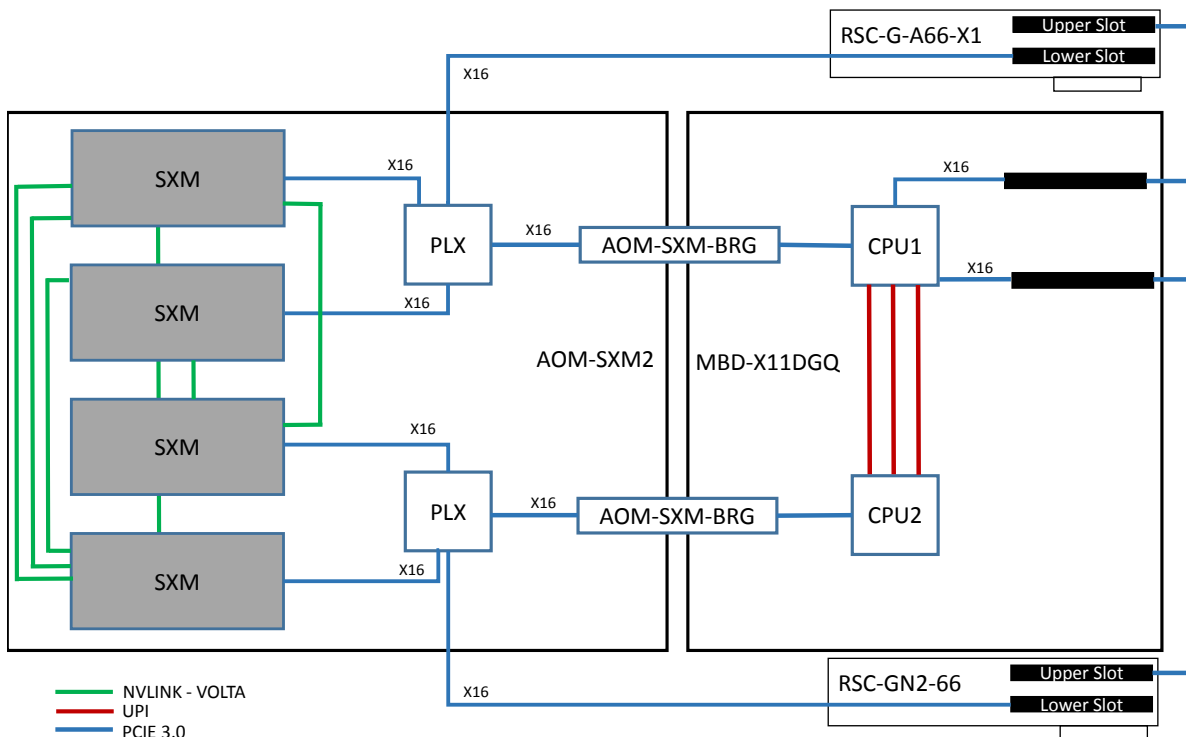 RSC-G-A66-X1
Upper Slot
Lower Slot
X16
SXM
X16
X16
PLX
X16
AOM-SXM-BRG
CPU1
X16
SXM
X16
AOM-SXM2
MBD-X11DGQ
SXM
X16
PLX
X16
AOM-SXM-BRG
CPU2
SXM
X16
X16
RSC-GN2-66
Upper Slot
Lower Slot
NVLINK - VOLTA
UPI
PCIE 3.0